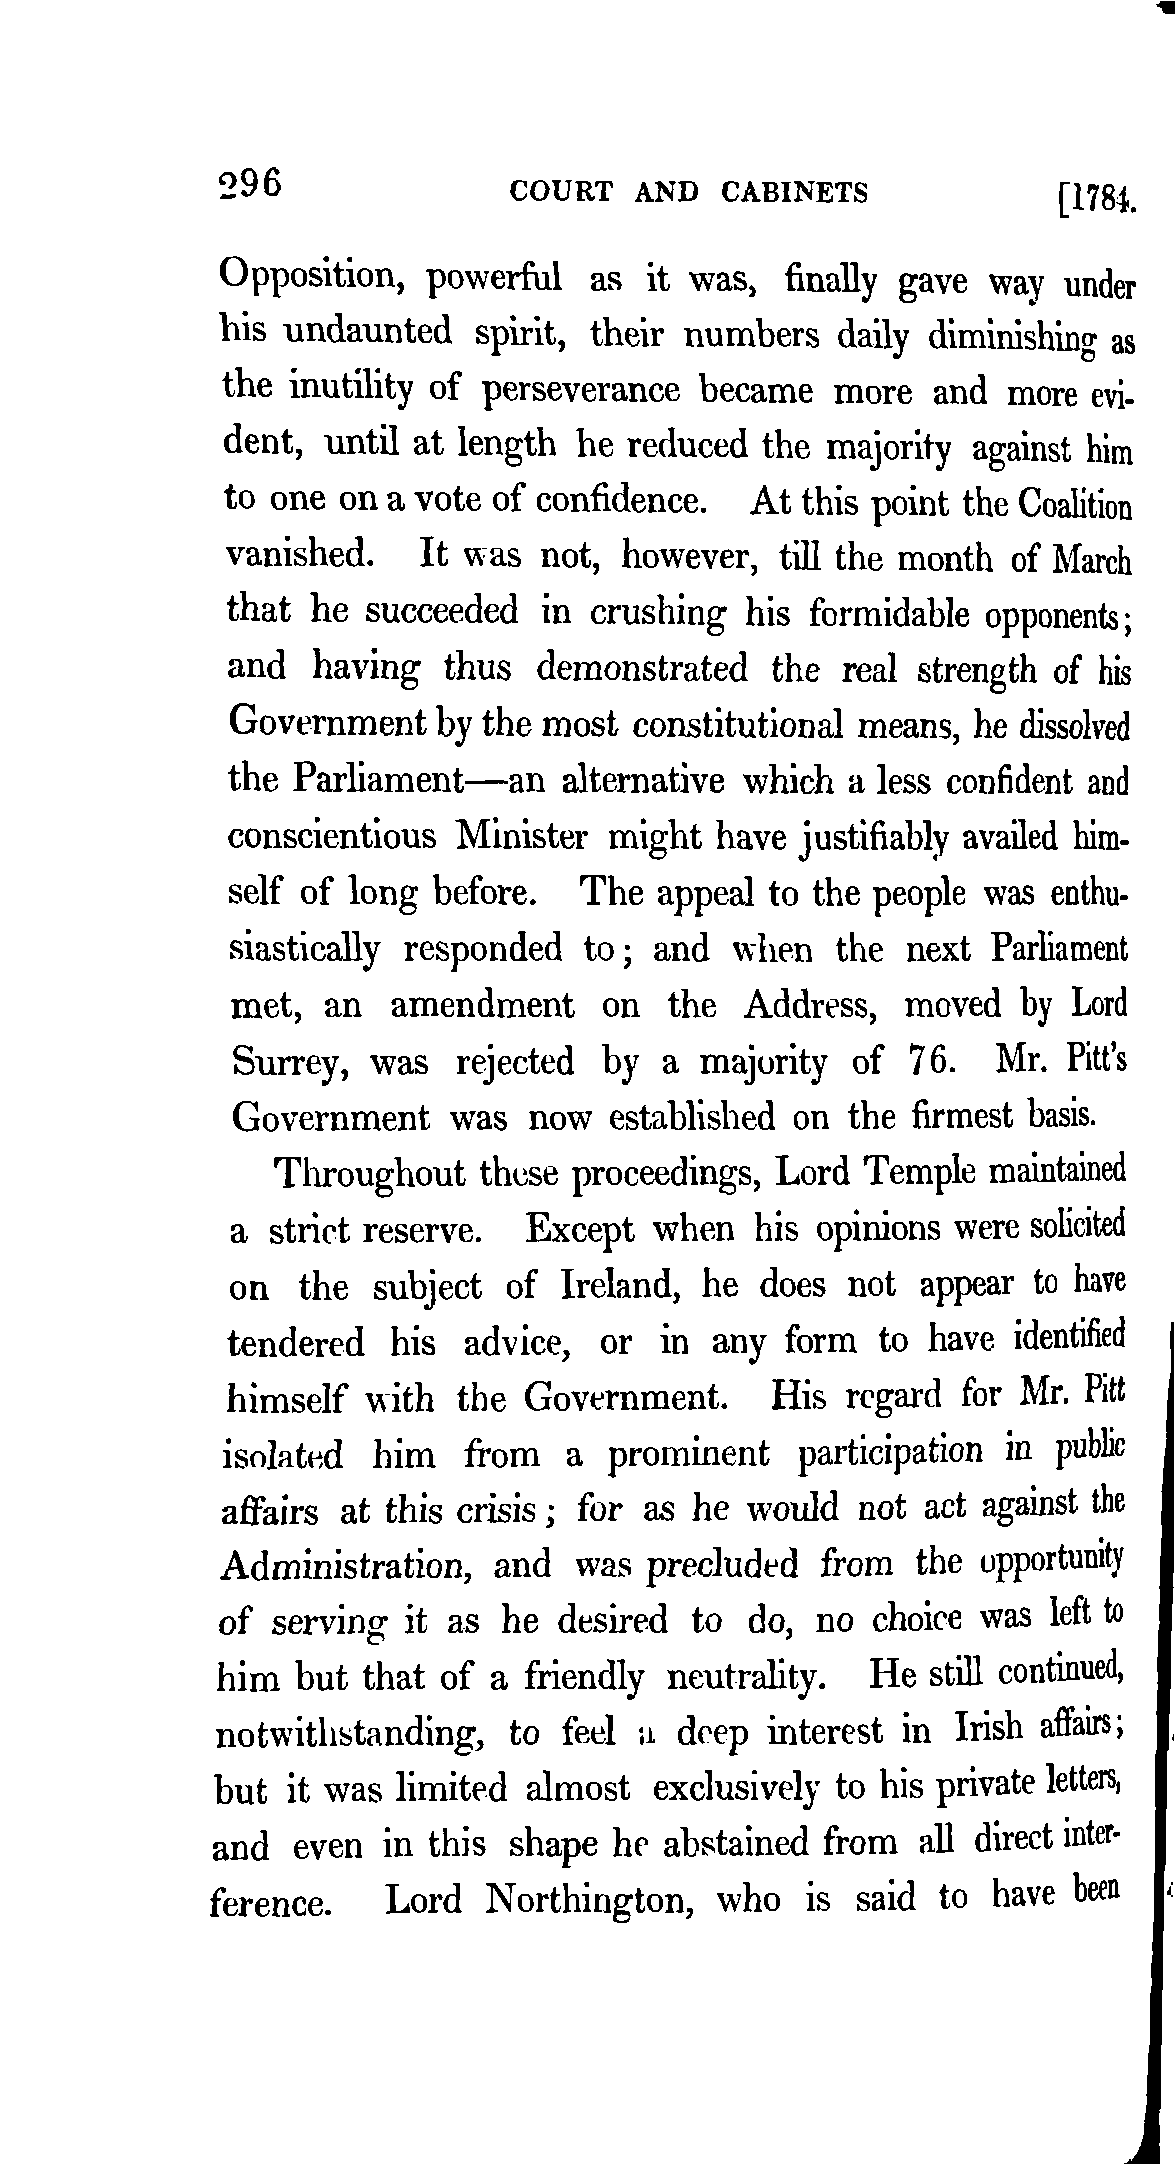 296 COURT AND CABINETS [1784.
Opposition, powerful as it was, finally gave way under
his undaunted spirit, their numbers daily diminishing as
the inutility of perseverance became more and more evi-
dent, until at length he reduced the majority against him
to one on a vote of confidence. At this point the Coalition
vanished. It was not, however, till the month of March
that he succeeded in crushing his formidable opponents;
and having thus demonstrated the real strength of his
Government by the most constitutional means, he dissolved
the Parliament—an alternative which a less confident and
conscientious Minister might have justifiably availed him-
self of long before. The appeal to the people was enthu-
siastically responded to; and when the next Parliament
met, an amendment on the Address, moved by Lord
Surrey, was rejected by a majority of 76. Mr. Pitt's
Government was now established on the firmest basis.
Throughout these proceedings, Lord Temple maintained
a strict reserve. Except when his opinions were solicited
on the subject of Ireland, he does not appear to have
tendered his advice, or in any form to have identified
himself with the Government. His regard for Mr. Pitt
isolated him from a prominent participation in public
affairs at this crisis; for as he would not act against the
Administration, and was precluded from the opportunity
of serving it as he desired to do, no choice was left to
him but that of a friendly neutrality. He still continued,
notwithstanding, to feel a deep interest in Irish affairs;
but it was limited almost exclusively to his private letters,
and even in this shape he abstained from all direct inter-
ference. Lord Northington, who is said to have been